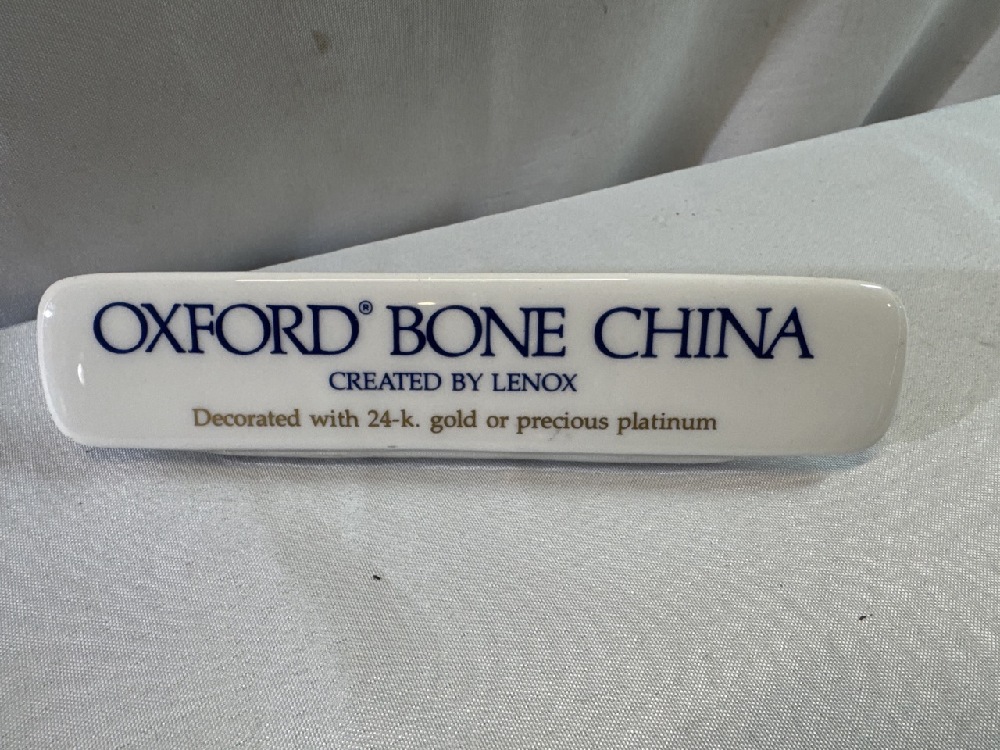 OXFORD® BONE CHINA
CREATED BY LENOX
Decorated with 24-k. gold or precious platinum